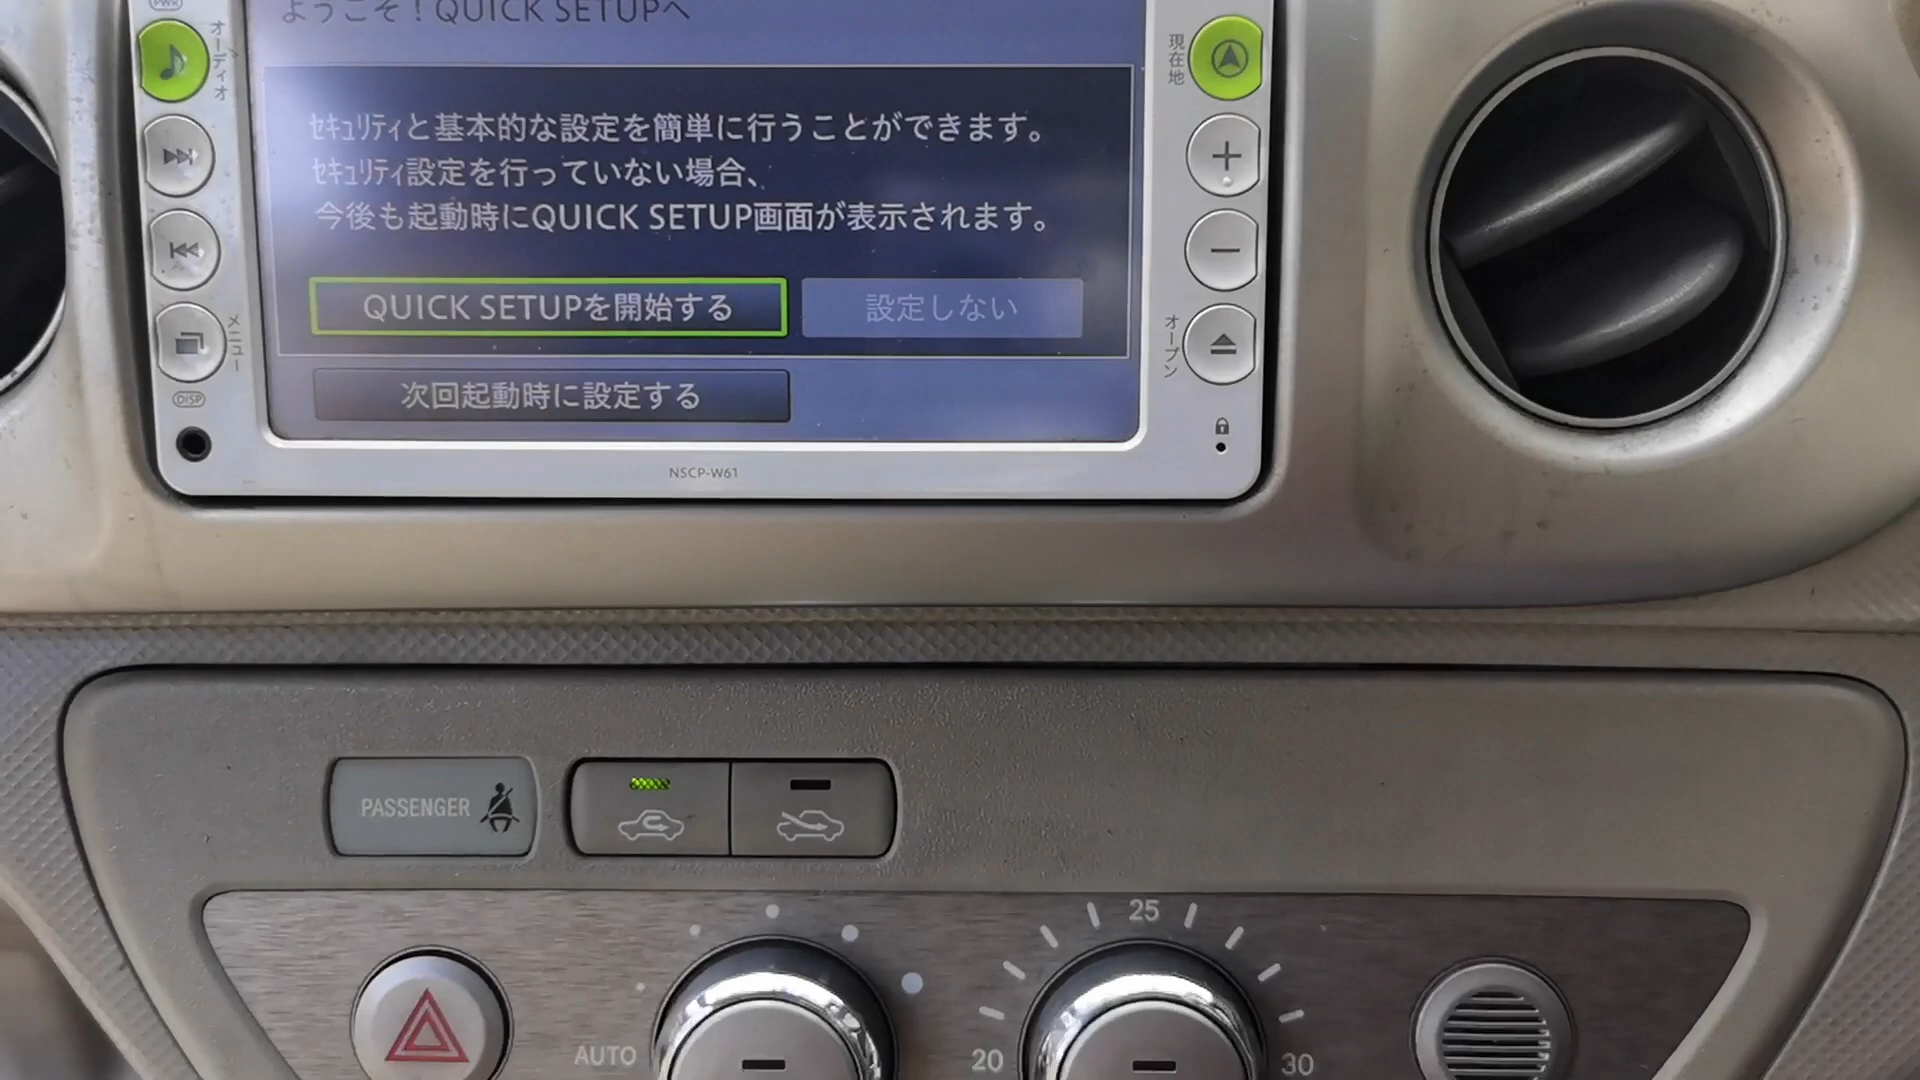 ようこそ!QUICK SETUPへ
PWR
オーディオ
現在地
セキュリティと基本的な設定を簡単に行うことができます。
セキュリティ設定を行っていない場合、
今後も起動時にQUICK SETUP画面が表示されます。
QUICK SETUPを開始する
設定しない
メニュー
オープン
次回起動時に設定する
DISP
NSCP-W61
PASSENGER
25
AUTO
20
30